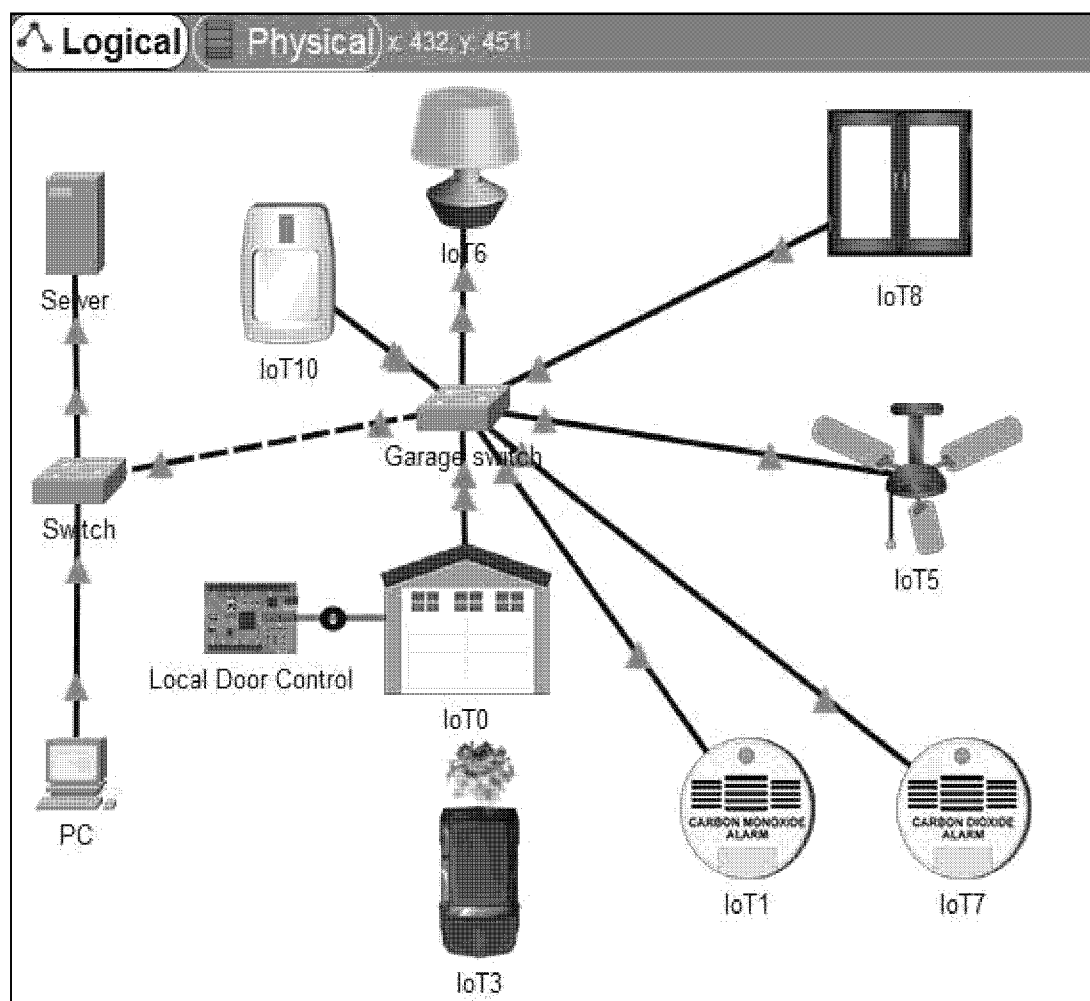 Logical Physical x: 432, y: 451
IoT6
IoT8
Server
IoT10
Garage switch
Switch
IoT5
Local Door Control
IoT0
PC
CARBON MONOXIDE
ALARM
CARBON DIOXIDE
ALARM
IoT1
IoT7
IoT3